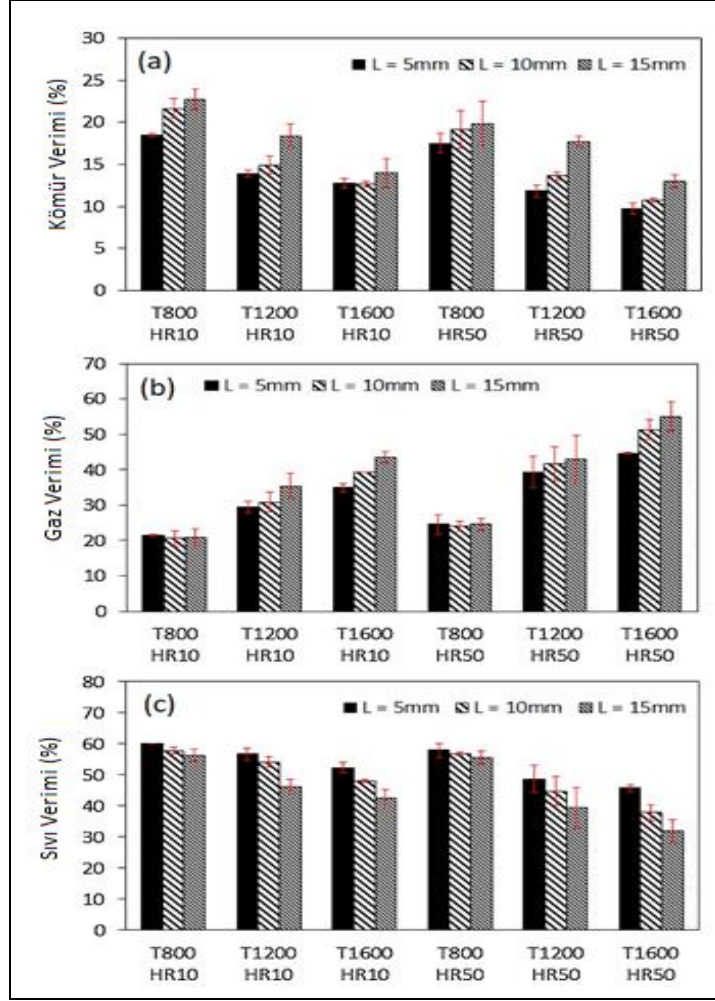 (a)
L = 5mm L = 10mm L = 15mm
Kömür Verimi (%)
30
25
20
15
10
5
0
T800 T1200 T1600 T800 T1200 T1600
HR10 HR10 HR10 HR50 HR50 HR50
(b)
L = 5mm L = 10mm L = 15mm
Gaz Verimi (%)
70
60
50
40
30
20
10
0
T800 T1200 T1600 T800 T1200 T1600
HR10 HR10 HR10 HR50 HR50 HR50
(c)
L = 5mm L = 10mm L = 15mm
Sıvı Verimi (%)
80
70
60
50
40
30
20
10
0
T800 T1200 T1600 T800 T1200 T1600
HR10 HR10 HR10 HR50 HR50 HR50